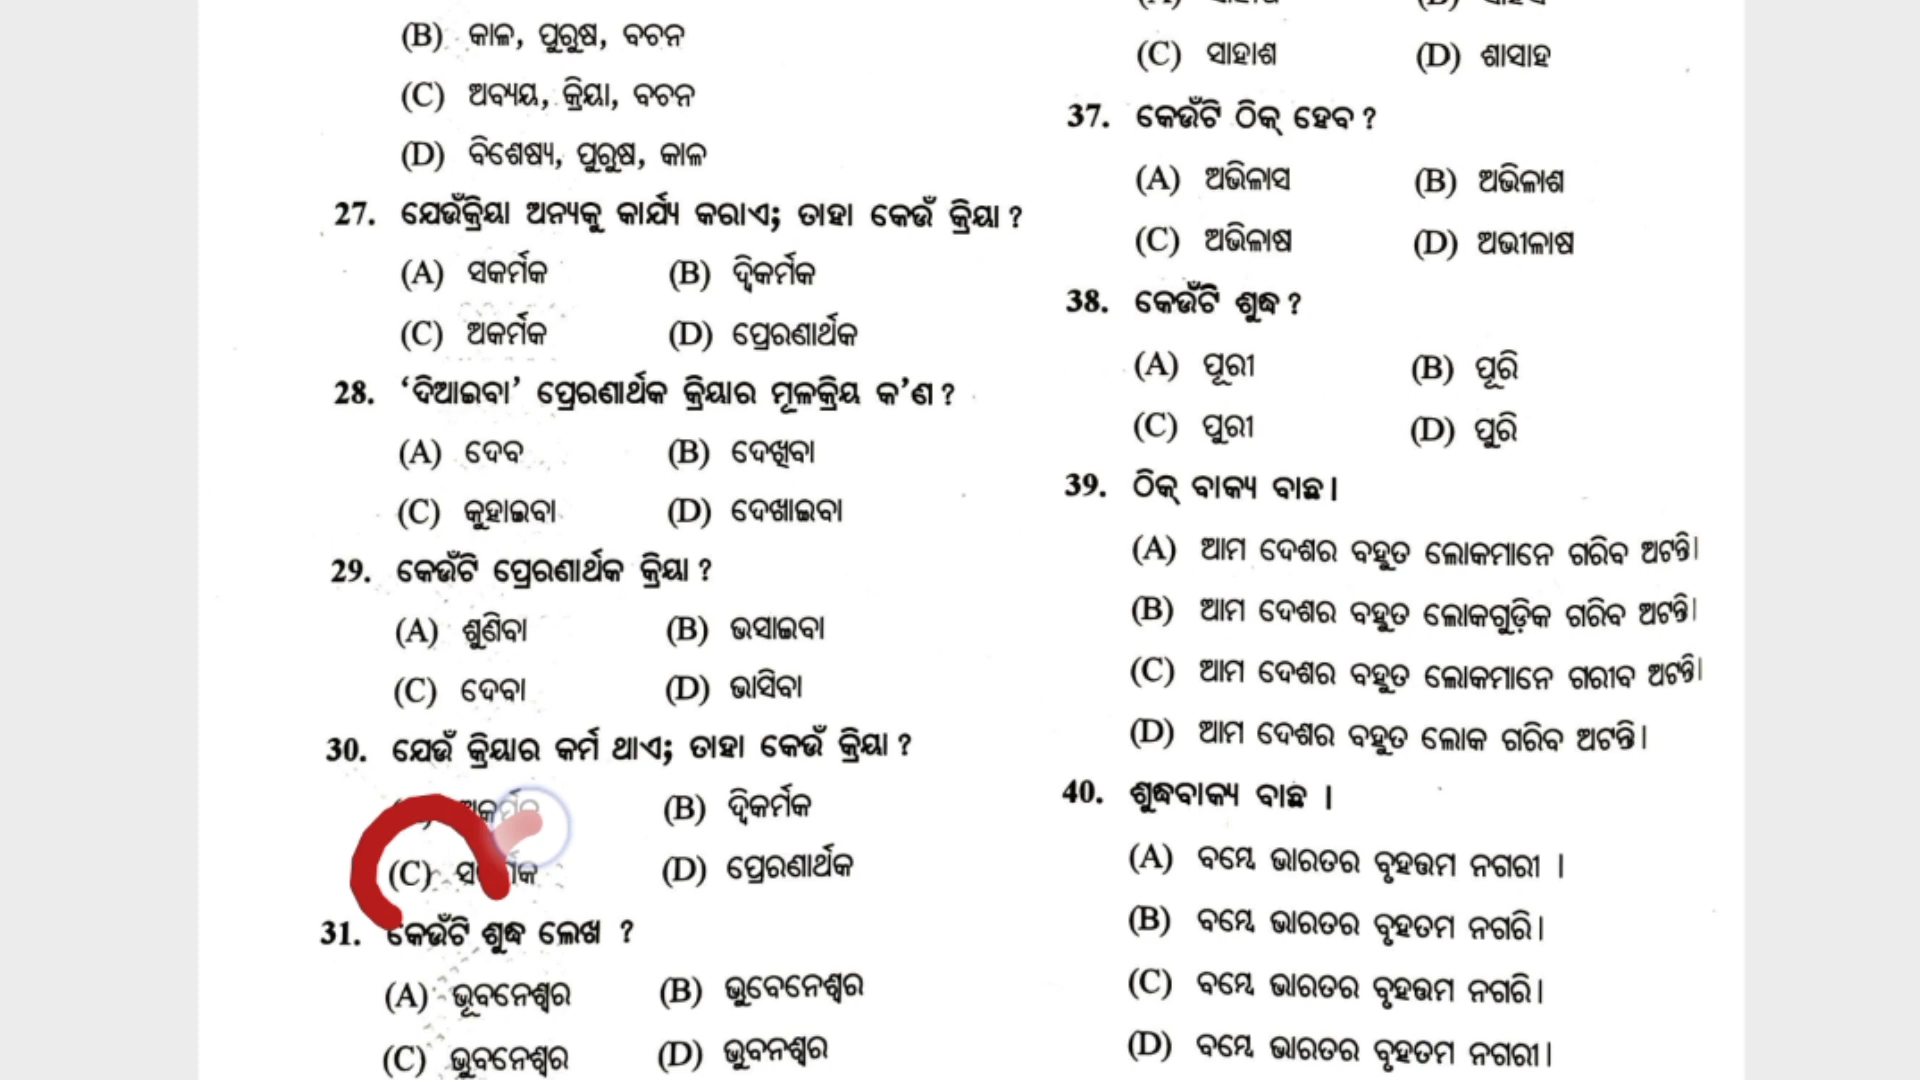 (B) କାଳ, ପୁରୁଷ, ବଚନ
(C) ଅବ୍ୟୟ, କ୍ରିୟା, ବଚନ
(D) ବିଶେଷ୍ୟ, ପୁରୁଷ, କାଳ
27. ଯେଉଁକ୍ରିୟା ଅନ୍ୟକୁ କାର୍ଯ୍ୟ କରାଏ; ତାହା କେଉଁ କ୍ରିୟା ?
(A) ସକର୍ମକ (B) ଦ୍ୱିକର୍ମକ
(C) ଅକର୍ମକ (D) ପ୍ରେରଣାର୍ଥକ
28. ‘ଦିଆଇବା’ ପ୍ରେରଣାର୍ଥକ କ୍ରିୟାର ମୂଳକ୍ରିୟ କ’ଣ ?
(A) ଦେବ (B) ଦେଖିବା
(C) କୁହାଇବା (D) ଦେଖାଇବା
29. କେଉଁଟି ପ୍ରେରଣାର୍ଥକ କ୍ରିୟା ?
(A) ଶୁଣିବା (B) ଭସାଇବା
(C) ଦେବା (D) ଭାସିବା
30. ଯେଉଁ କ୍ରିୟାର କର୍ମ ଥାଏ; ତାହା କେଉଁ କ୍ରିୟା ?
ଅକର୍ମକ (B) ଦ୍ୱିକର୍ମକ
(C) (D) ପ୍ରେରଣାର୍ଥକ
31. କେଉଁଟି ଶୁଦ୍ଧ ଲେଖ ?
(A) ଭୂବନେଶ୍ୱର (B) ଭୁବେନେଶ୍ୱର
(C) ଭୁବନେଶ୍ୱର (D) ଭୁବନଶ୍ୱର
(C) ସାହାଶ (D) ଶାସାହ
37. କେଉଁଟି ଠିକ୍ ହେବ ?
(A) ଅଭିଳାସ (B) ଅଭିଳାଶ
(C) ଅଭିଳାଷ (D) ଅଭୀଳାଷ
38. କେଉଁଟି ଶୁଦ୍ଧ ?
(A) ପୂରୀ (B) ପୂରି
(C) ପୁରୀ (D) ପୁରି
39. ଠିକ୍ ବାକ୍ୟ ବାଛ।
(A) ଆମ ଦେଶର ବହୁତ ଲୋକମାନେ ଗରିବ ଅଟନ୍ତି।
(B) ଆମ ଦେଶର ବହୁତ ଲୋକଗୁଡ଼ିକ ଗରିବ ଅଟନ୍ତି।
(C) ଆମ ଦେଶର ବହୁତ ଲୋକମାନେ ଗରୀବ ଅଟନ୍ତି।
(D) ଆମ ଦେଶର ବହୁତ ଲୋକ ଗରିବ ଅଟନ୍ତି।
40. ଶୁଦ୍ଧବାକ୍ୟ ବାଛ ।
(A) ବମ୍ବେ ଭାରତର ବୃହତ୍ତମ ନଗରୀ ।
(B) ବମ୍ବେ ଭାରତର ବୃହତମ ନଗରି।
(C) ବମ୍ବେ ଭାରତର ବୃହତ୍ତମ ନଗରି।
(D) ବମ୍ବେ ଭାରତର ବୃହତମ ନଗରୀ।